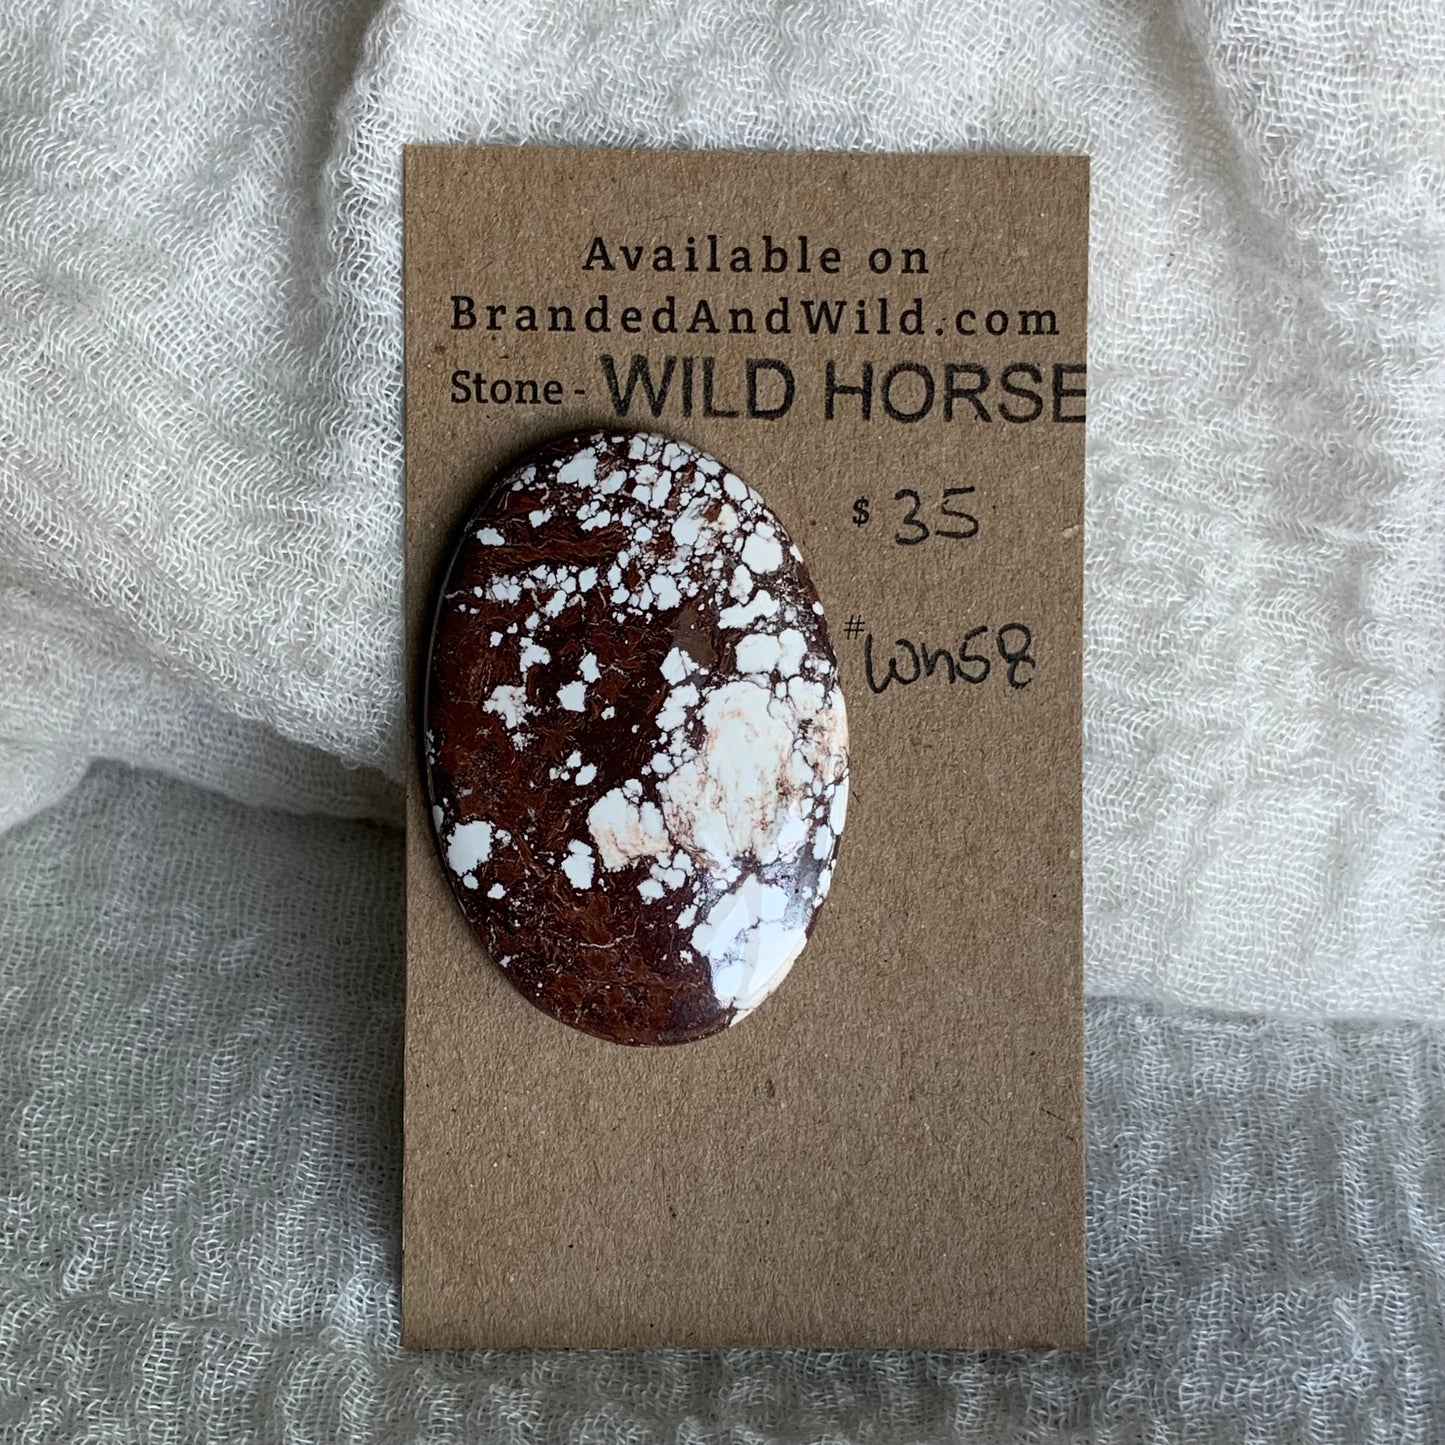 Available on
BrandedAndWild.com
Stone - WILD HORSE
$ 35
# Wh58